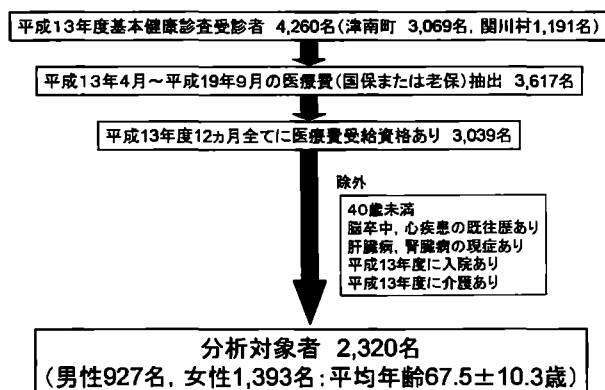 平成13年度基本健康診査受診者 4,260名(津南町 3,069名, 関川村1,191名)
平成13年4月～平成19年9月の医療費(国保または老保)抽出 3,617名
平成13年度12ヵ月全てに医療費受給資格あり 3,039名
除外
40歳未満
脳卒中, 心疾患の既往歴あり
肝臓病, 腎臓病の現症あり
平成13年度に入院あり
平成13年度に介護あり
分析対象者 2,320名
(男性927名, 女性1,393名；平均年齢67.5±10.3歳)